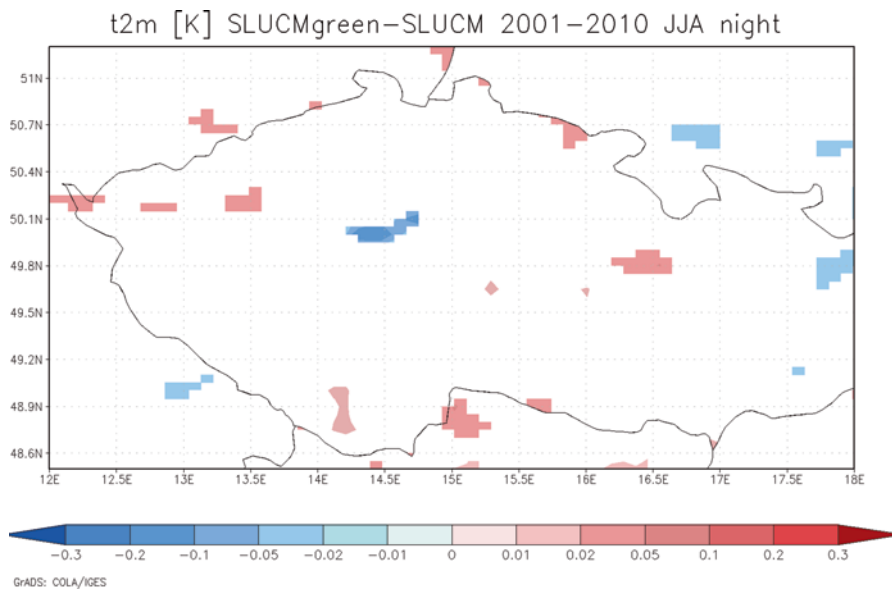 t2m [K] SLUCMgreen-SLUCM 2001-2010 JJA night
51N
50.7N
50.4N
50.1N
49.8N
49.5N
49.2N
48.9N
48.6N
12E 12.5E 13E 13.5E 14E 14.5E 15E 15.5E 16E 16.5E 17E 17.5E 18E
-0.3 -0.2 -0.1 -0.05 -0.02 -0.01 0 0.01 0.02 0.05 0.1 0.2 0.3
GrADS: COLA/IGES